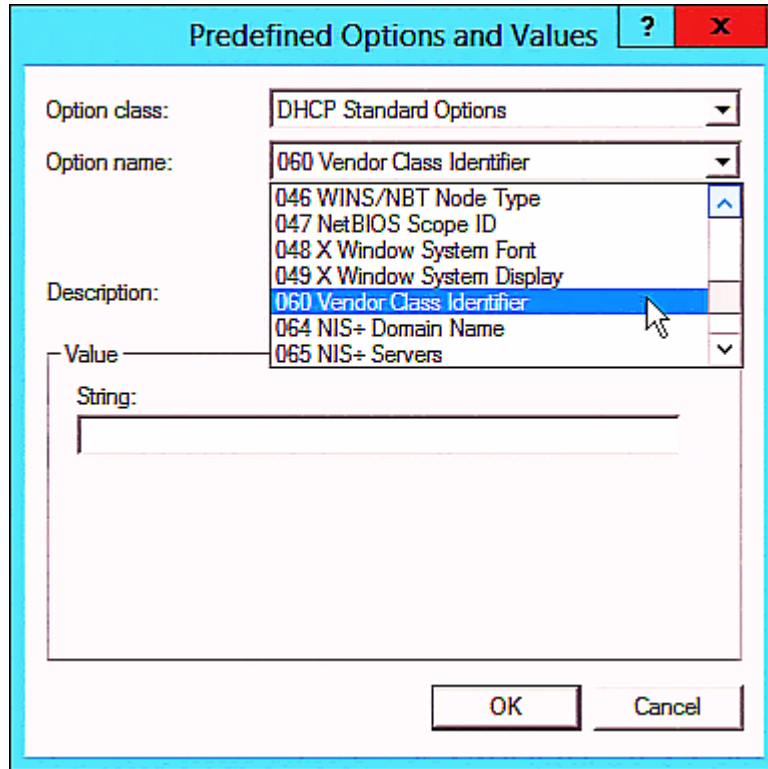 Predefined Options and Values ? x
Option class: DHCP Standard Options
Option name: 060 Vendor Class Identifier
046 WINS/NBT Node Type
047 NetBIOS Scope ID
048 X Window System Font
049 X Window System Display
Description:
060 Vendor Class Identifier
064 NIS+ Domain Name
065 NIS+ Servers
Value
String:
OK Cancel